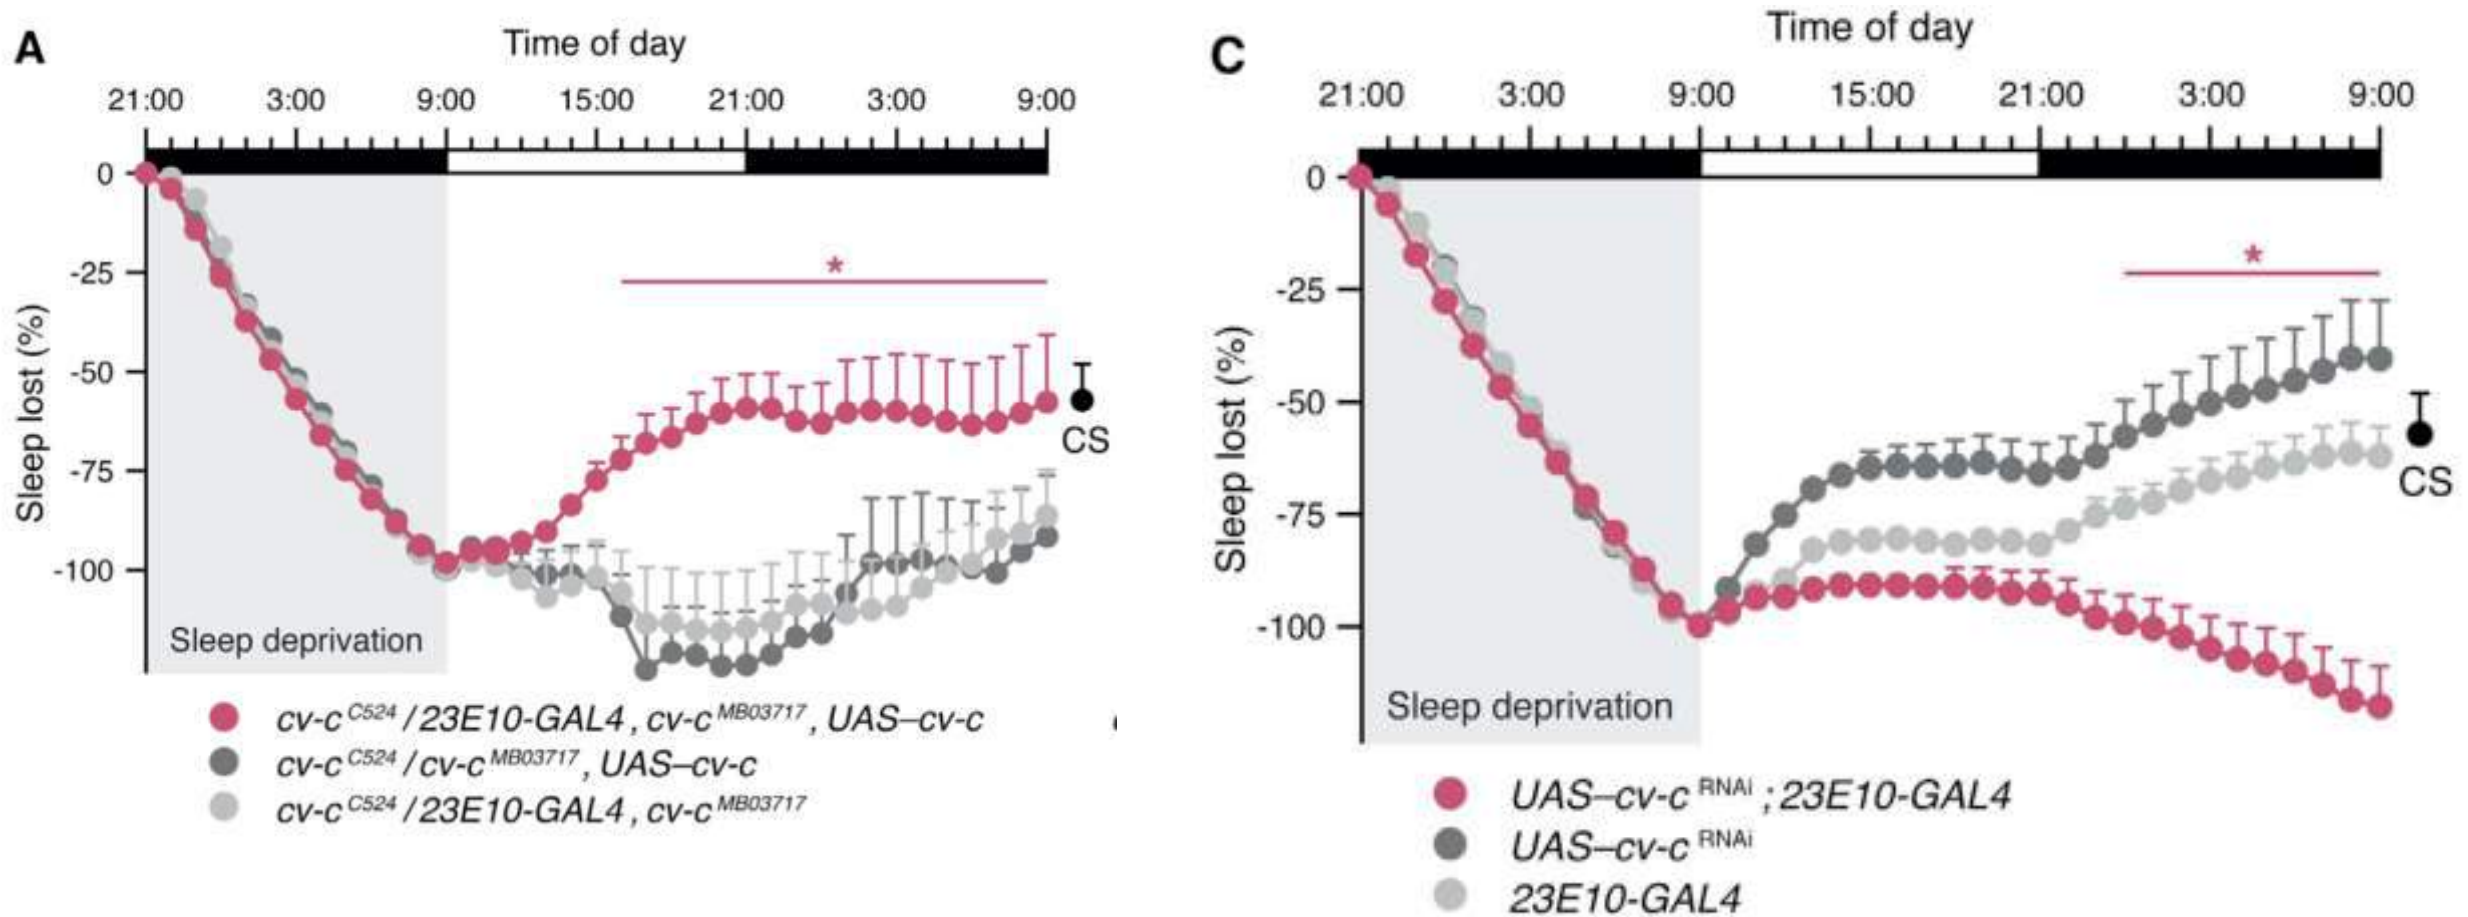 A
Time of day
21:00 3:00 9:00 15:00 21:00 3:00 9:00
Sleep lost (%)
0
-25
-50
-75
-100
*
CS
Sleep deprivation
cv-c C524 / 23E10-GAL4 , cv-c MB03717 , UAS–cv-c
cv-c C524 / cv-c MB03717 , UAS–cv-c
cv-c C524 / 23E10-GAL4 , cv-c MB03717
C
Time of day
21:00 3:00 9:00 15:00 21:00 3:00 9:00
Sleep lost (%)
0
-25
-50
-75
-100
*
CS
Sleep deprivation
UAS–cv-c RNAi ; 23E10-GAL4
UAS–cv-c RNAi
23E10-GAL4